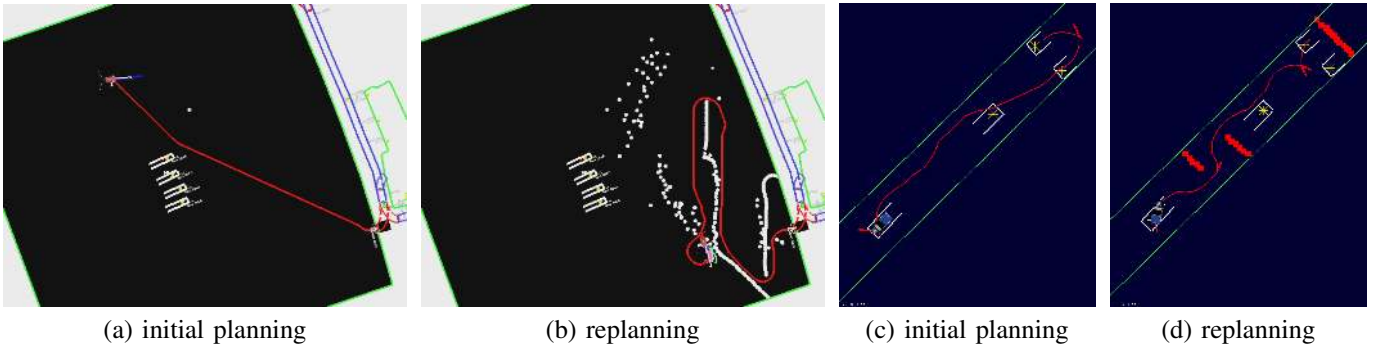 (a) initial planning
(b) replanning
(c) initial planning
(d) replanning